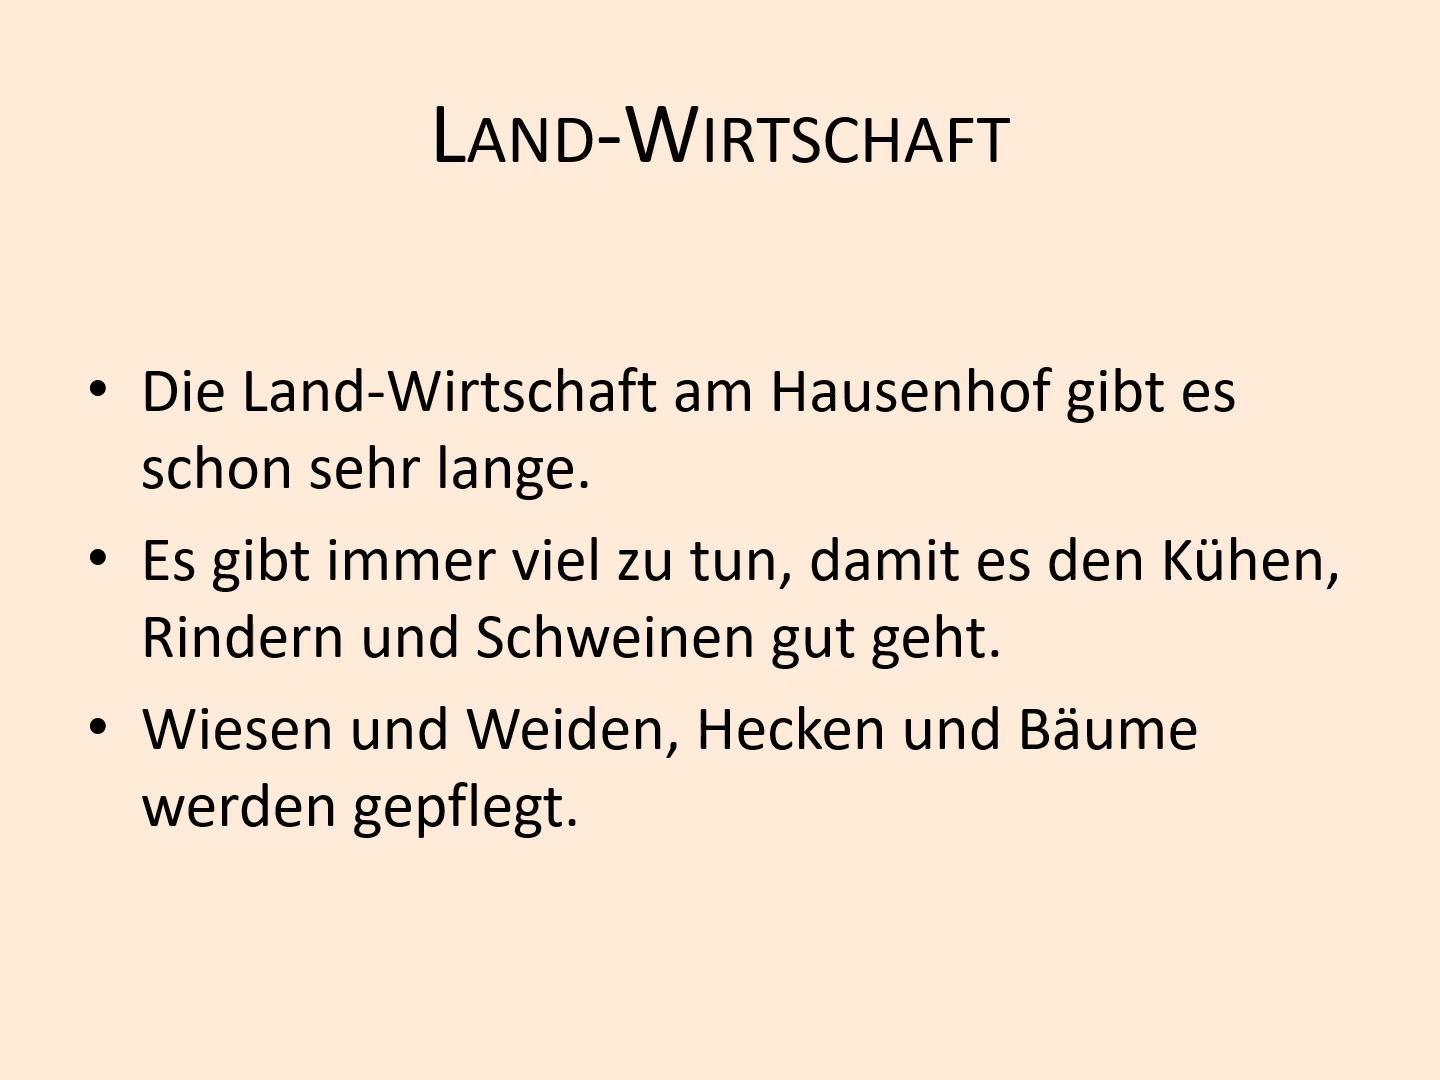 LAND-WIRTSCHAFT
• Die Land-Wirtschaft am Hausenhof gibt es
schon sehr lange.
• Es gibt immer viel zu tun, damit es den Kühen,
Rindern und Schweinen gut geht.
• Wiesen und Weiden, Hecken und Bäume
werden gepflegt.